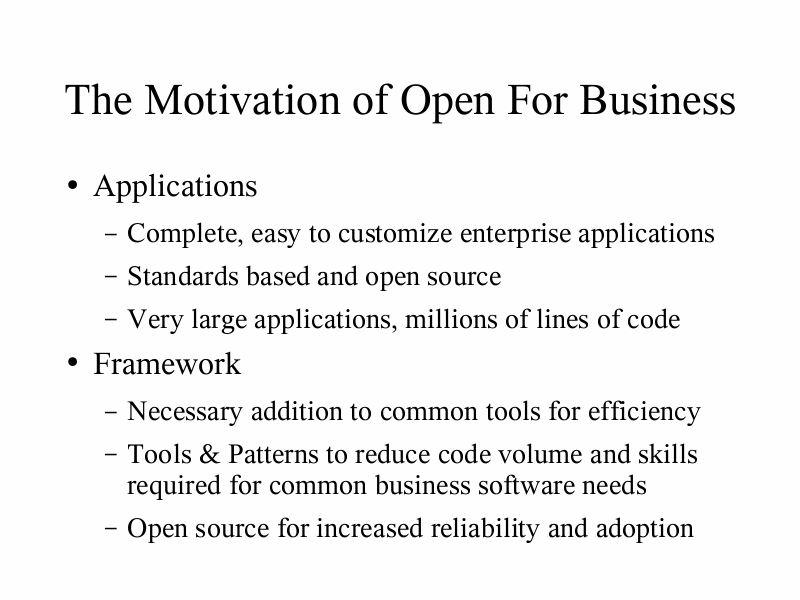 The Motivation of Open For Business
• Applications
– Complete, easy to customize enterprise applications
– Standards based and open source
– Very large applications, millions of lines of code
• Framework
– Necessary addition to common tools for efficiency
– Tools & Patterns to reduce code volume and skills
required for common business software needs
– Open source for increased reliability and adoption